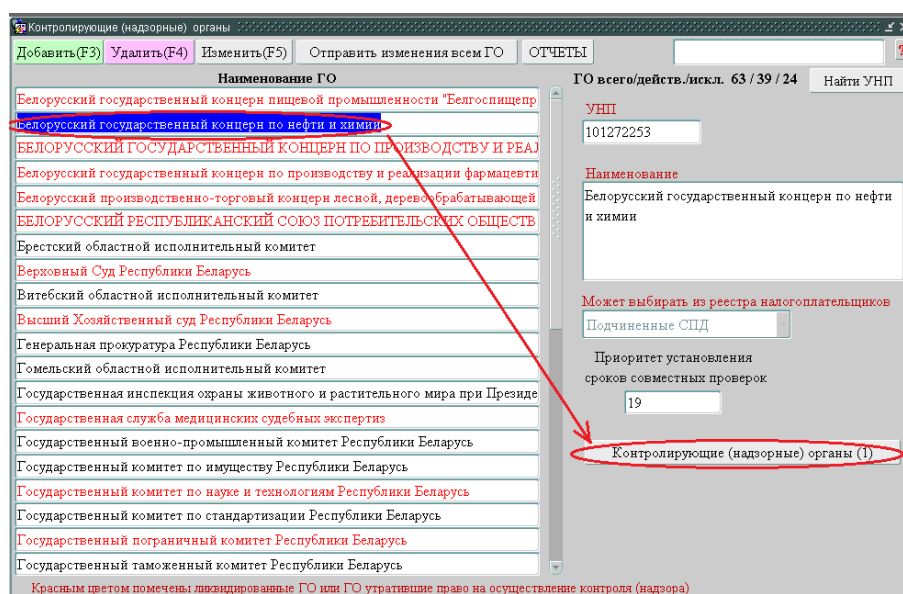 Контролирующие (надзорные) органы
Добавить(F3) Удалить(F4) Изменить(F5) Отправить изменения всем ГО ОТЧЕТЫ ?
Наименование ГО
Белорусский государственный концерн пищевой промышленности "Белгоспищепр
Белорусский государственный концерн по нефти и химии
БЕЛОРУССКИЙ ГОСУДАРСТВЕННЫЙ КОНЦЕРН ПО ПРОИЗВОДСТВУ И РЕАЛ
Белорусский государственный концерн по производству и реализации фармацевти
Белорусский производственно-торговый концерн лесной, деревообрабатывающей
БЕЛОРУССКИЙ РЕСПУБЛИКАНСКИЙ СОЮЗ ПОТРЕБИТЕЛЬСКИХ ОБЩЕСТВ
Брестский областной исполнительный комитет
Верховный Суд Республики Беларусь
Витебский областной исполнительный комитет
Высший Хозяйственный суд Республики Беларусь
Генеральная прокуратура Республики Беларусь
Гомельский областной исполнительный комитет
Государственная инспекция охраны животного и растительного мира при Президе
Государственная служба медицинских судебных экспертиз
Государственный военно-промышленный комитет Республики Беларусь
Государственный комитет по имуществу Республики Беларусь
Государственный комитет по науке и технологиям Республики Беларусь
Государственный комитет по стандартизации Республики Беларусь
Государственный пограничный комитет Республики Беларусь
Государственный таможенный комитет Республики Беларусь
Красным цветом помечены ликвидированные ГО или ГО утратившие право на осуществление контроля (надзора)
ГО всего/действ./искл. 63 / 39 / 24 Найти УНП
УНП
101272253
Наименование
Белорусский государственный концерн по нефти
и химии
Может выбирать из реестра налогоплательщиков
Подчиненные СПД
Приоритет установления
сроков совместных проверок
19
Контролирующие (надзорные) органы (1)